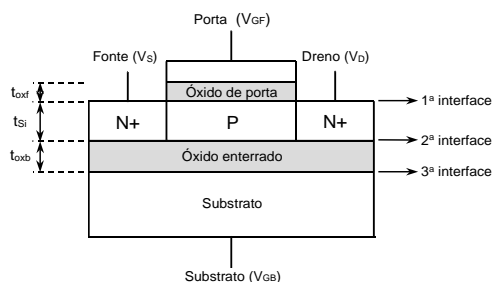 Porta (VGF)
Fonte (VS)
Dreno (VD)
toxf
Óxido de porta
1ª interface
tSi
N+
P
N+
2ª interface
toxb
Óxido enterrado
3ª interface
Substrato
Substrato (VGB)